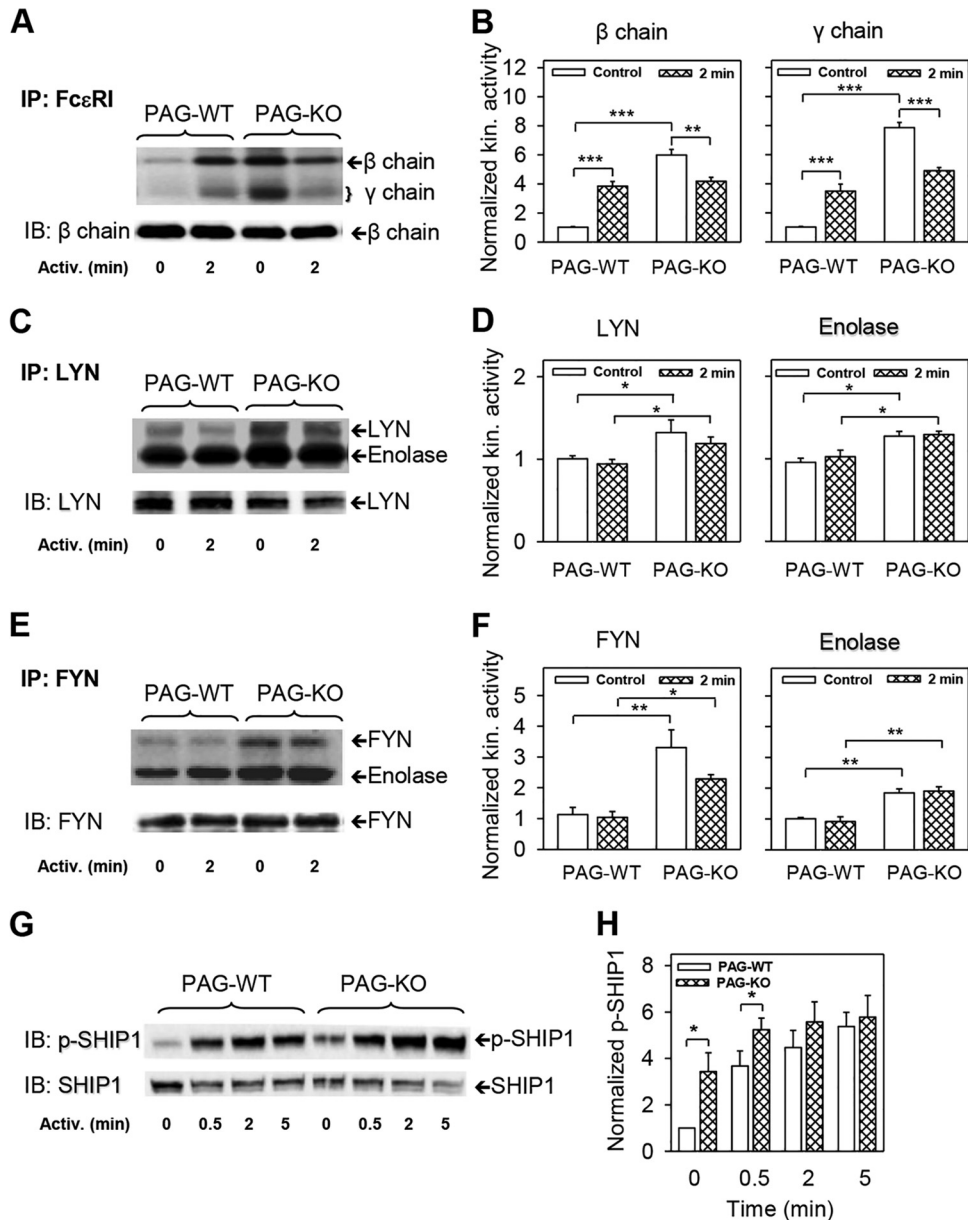 A
IP: FcεRI
PAG-WT PAG-KO
β chain
γ chain
IB: β chain
β chain
Activ. (min) 0 2 0 2
B
β chain
γ chain
Normalized kin. activity
12
10
8
6
4
2
0
Control 2 min
***
***
**
PAG-WT PAG-KO
Control 2 min
***
***
***
PAG-WT PAG-KO
C
IP: LYN
PAG-WT PAG-KO
LYN
Enolase
IB: LYN
LYN
Activ. (min) 0 2 0 2
D
LYN
Enolase
Normalized kin. activity
2
1
0
Control 2 min
*
*
PAG-WT PAG-KO
Control 2 min
*
*
PAG-WT PAG-KO
E
IP: FYN
PAG-WT PAG-KO
FYN
Enolase
IB: FYN
FYN
Activ. (min) 0 2 0 2
F
FYN
Enolase
Normalized kin. activity
5
4
3
2
1
0
Control 2 min
*
**
PAG-WT PAG-KO
Control 2 min
**
**
PAG-WT PAG-KO
G
PAG-WT PAG-KO
IB: p-SHIP1
p-SHIP1
IB: SHIP1
SHIP1
Activ. (min) 0 0.5 2 5 0 0.5 2 5
H
Normalized p-SHIP1
8
6
4
2
0
PAG-WT
PAG-KO
*
*
0 0.5 2 5
Time (min)